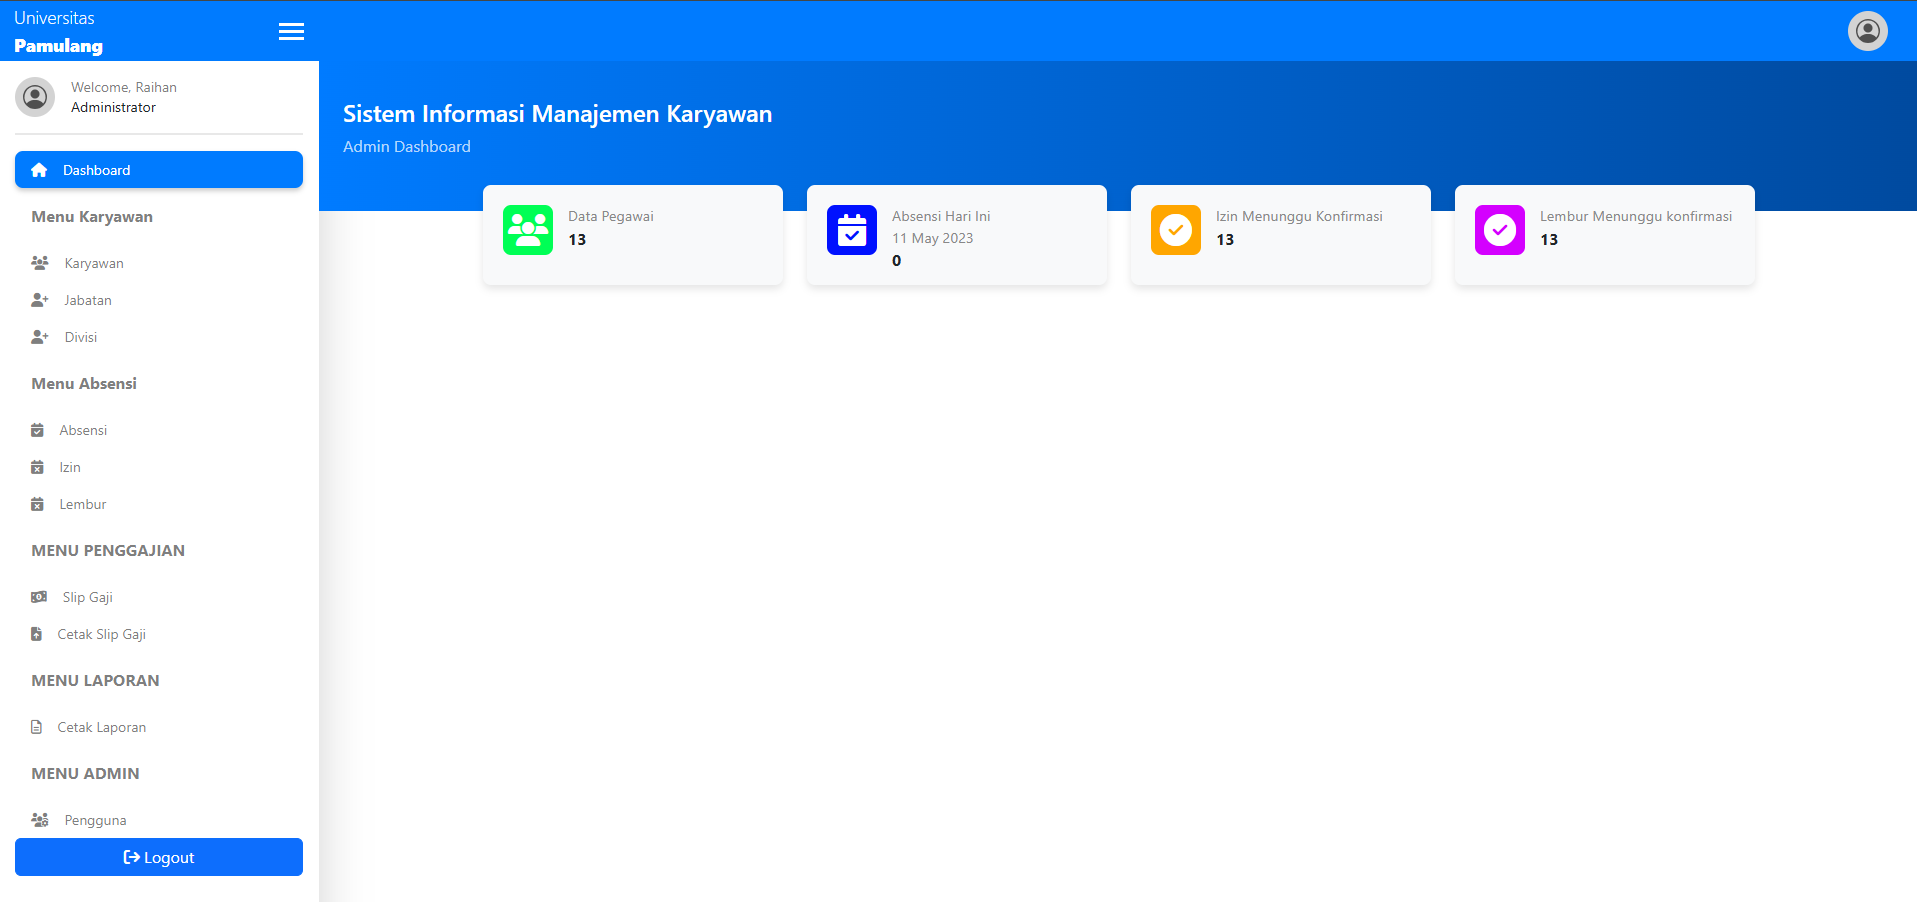 Universitas
Pamulang
Welcome, Raihan
Administrator
Dashboard
Menu Karyawan
Karyawan
Jabatan
Divisi
Menu Absensi
Absensi
Izin
Lembur
MENU PENGGAJIAN
Slip Gaji
Cetak Slip Gaji
MENU LAPORAN
Cetak Laporan
MENU ADMIN
Pengguna
Logout
Sistem Informasi Manajemen Karyawan
Admin Dashboard
Data Pegawai
13
Absensi Hari Ini
11 May 2023
0
Izin Menunggu Konfirmasi
13
Lembur Menunggu konfirmasi
13